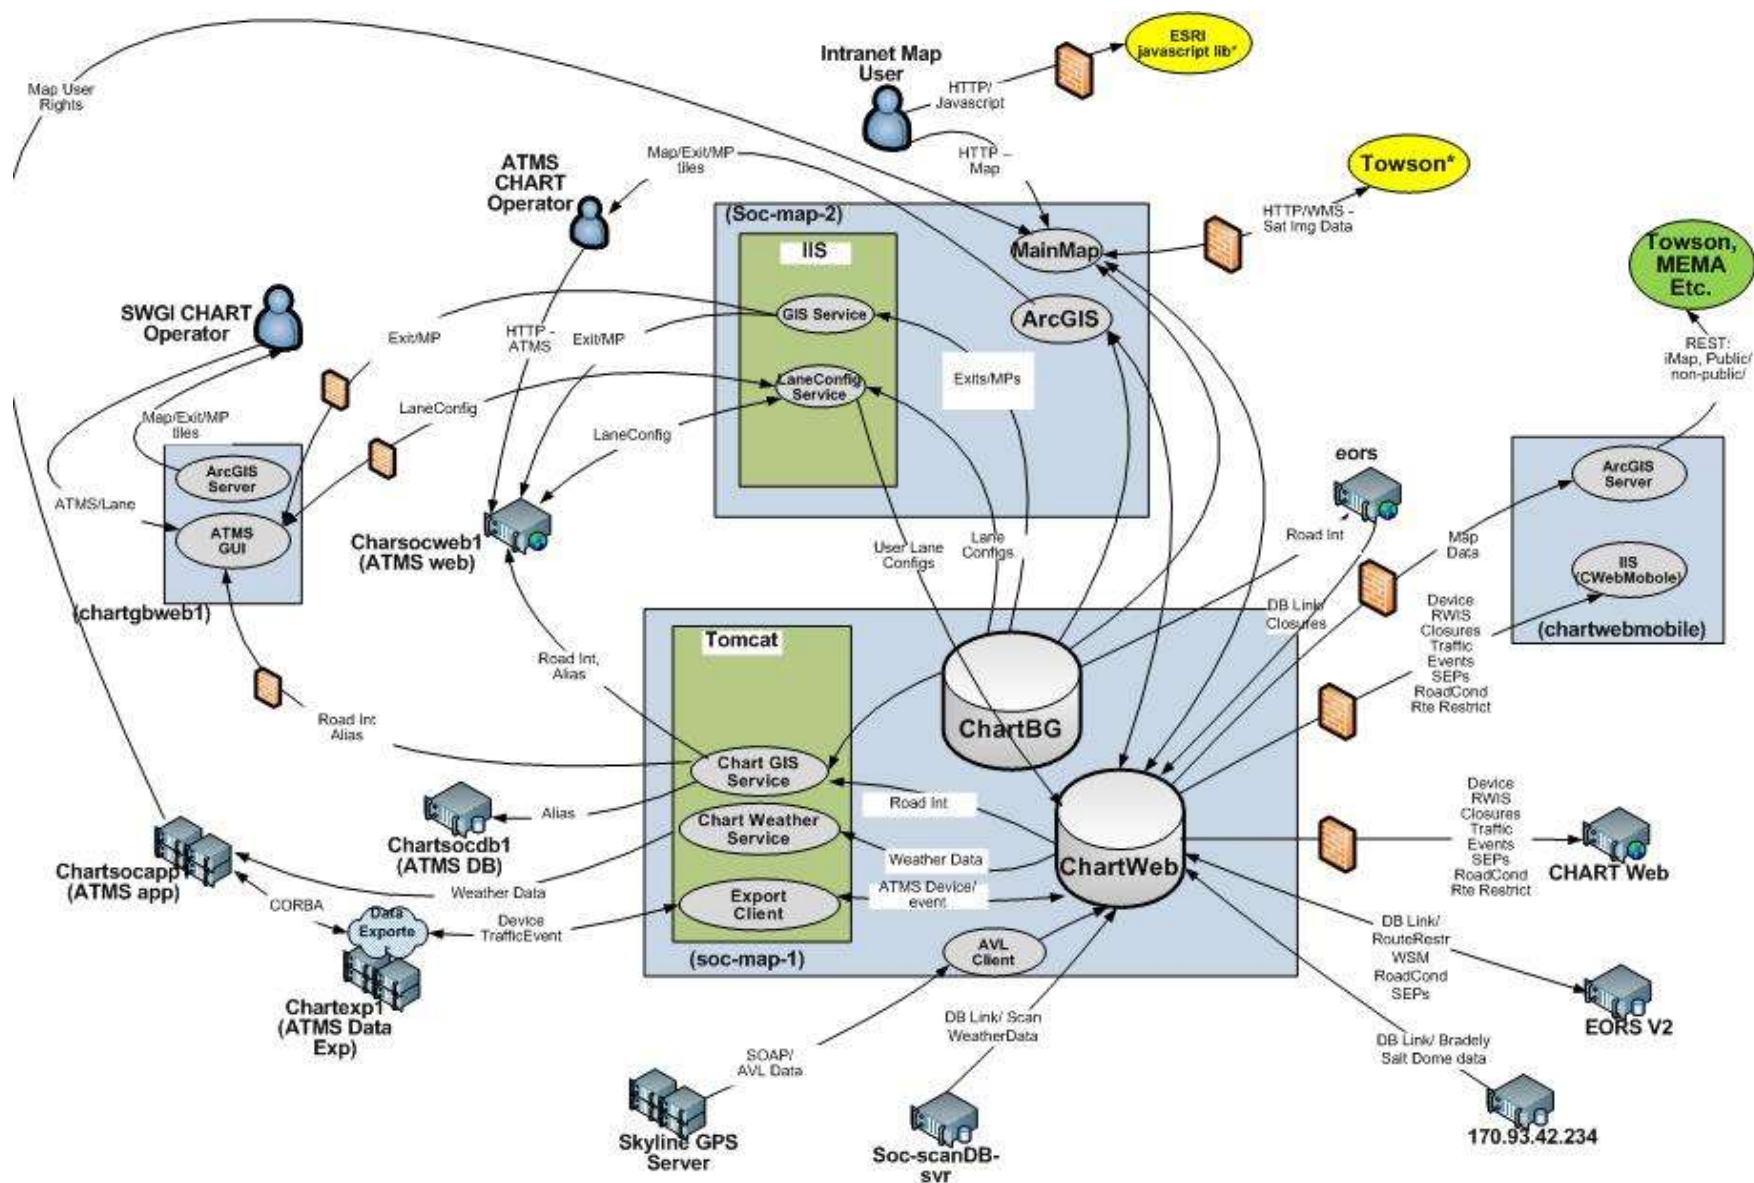 ESRI
javascript lib*
Intranet Map
User
HTTP/
Javascript
Map User
Rights
HTTP –
Map
Map/Exit/MP
tiles
ATMS
CHART
Operator
Towson*
HTTP/WMS -
Sat Img Data
(Soc-map-2)
IIS
MainMap
GIS Service
ArcGIS
LaneConfig
Service
Exits/MPs
Towson,
MEMA
Etc.
REST:
iMap, Public/
non-public/
SWGI CHART
Operator
Exit/MP
HTTP -
ATMS
Exit/MP
LaneConfig
LaneConfig
Map/Exit/MP
tiles
ArcGIS
Server
ATMS/Lane
ATMS
GUI
(chartgbweb1)
Charsocweb1
(ATMS web)
User Lane
Configs
Lane
Configs
eors
Road Int
Map
Data
ArcGIS
Server
IIS
(CWebMobole)
(chartwebmobile)
DB Link/
Closures
Device
RWIS
Closures
Traffic
Events
SEPs
RoadCond
Rte Restrict
Tomcat
Road Int,
Alias
Road Int
Alias
ChartBG
Chart GIS
Service
Alias
Road Int
Chart Weather
Service
Weather Data
ChartWeb
Chartsocdb1
(ATMS DB)
Chartsocapp1
(ATMS app)
Weather Data
CORBA
Data
Exporte
Device
TrafficEvent
Export
Client
ATMS Device/
event
(soc-map-1)
AVL
Client
Device
RWIS
Closures
Traffic
Events
SEPs
RoadCond
Rte Restrict
CHART Web
DB Link/
RouteRestr
WSM
RoadCond
SEPs
EORS V2
Chartexp1
(ATMS Data
Exp)
DB Link/ Scan
WeatherData
SOAP/
AVL Data
DB Link/ Bradely
Salt Dome data
Skyline GPS
Server
Soc-scanDB-
svr
170.93.42.234